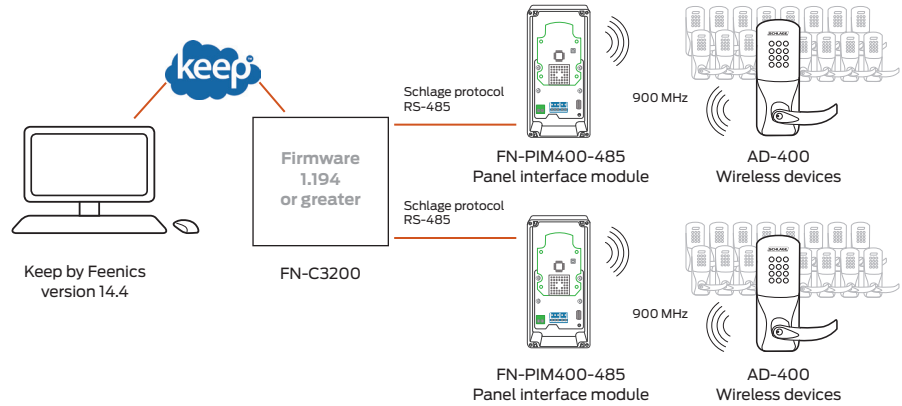 keep
Keep by Feenics
version 14.4
Firmware
1.194
or greater
FN-C3200
Schlage protocol
RS-485
FN-PIM400-485
Panel interface module
900 MHz
SCHLAGE
AD-400
Wireless devices
Schlage protocol
RS-485
FN-PIM400-485
Panel interface module
900 MHz
SCHLAGE
AD-400
Wireless devices